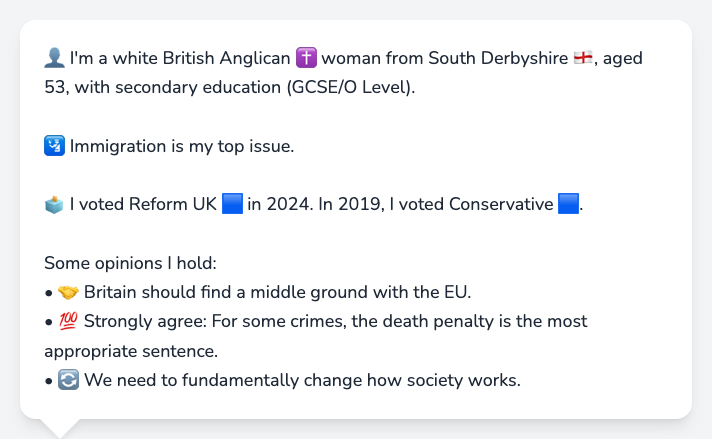 👤 I'm a white British Anglican ✝️ woman from South Derbyshire 🏴󠁧󠁢󠁥󠁮󠁧󠁿, aged
53, with secondary education (GCSE/O Level).
🛂 Immigration is my top issue.
🗳️ I voted Reform UK 🟦 in 2024. In 2019, I voted Conservative 🟦.
Some opinions I hold:
• 🤝 Britain should find a middle ground with the EU.
• 💯 Strongly agree: For some crimes, the death penalty is the most
appropriate sentence.
• 🔄 We need to fundamentally change how society works.